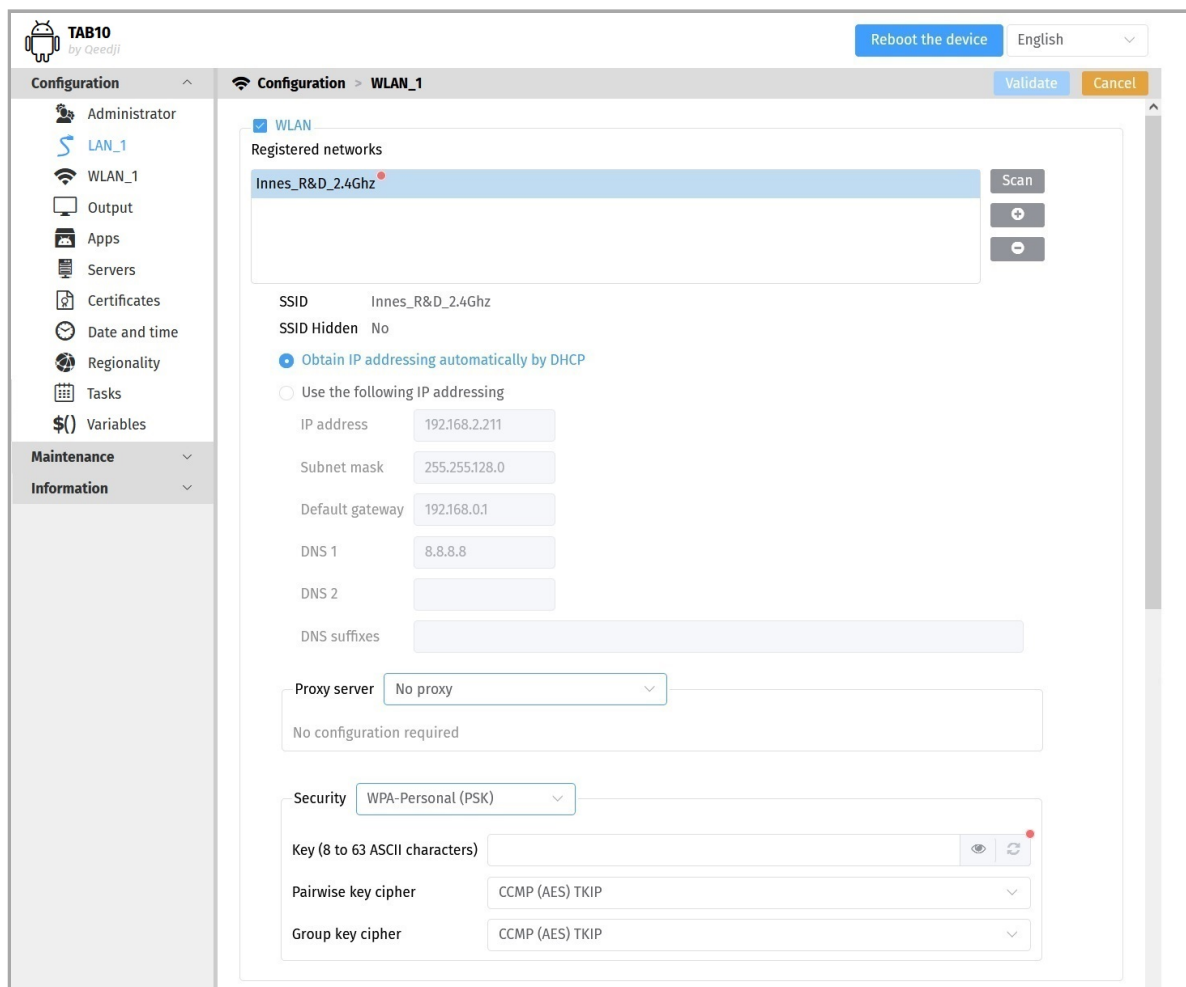 TAB10
by Qeedji
Reboot the device
English
Configuration
Administrator
LAN_1
WLAN_1
Output
Apps
Servers
Certificates
Date and time
Regionality
Tasks
$() Variables
Maintenance
Information
Configuration > WLAN_1
Validate
Cancel
WLAN
Registered networks
Innes_R&D_2.4Ghz
Scan
SSID Innes_R&D_2.4Ghz
SSID Hidden No
Obtain IP addressing automatically by DHCP
Use the following IP addressing
IP address 192.168.2.211
Subnet mask 255.255.128.0
Default gateway 192.168.0.1
DNS 1 8.8.8.8
DNS 2
DNS suffixes
Proxy server No proxy
No configuration required
Security WPA-Personal (PSK)
Key (8 to 63 ASCII characters)
Pairwise key cipher CCMP (AES) TKIP
Group key cipher CCMP (AES) TKIP